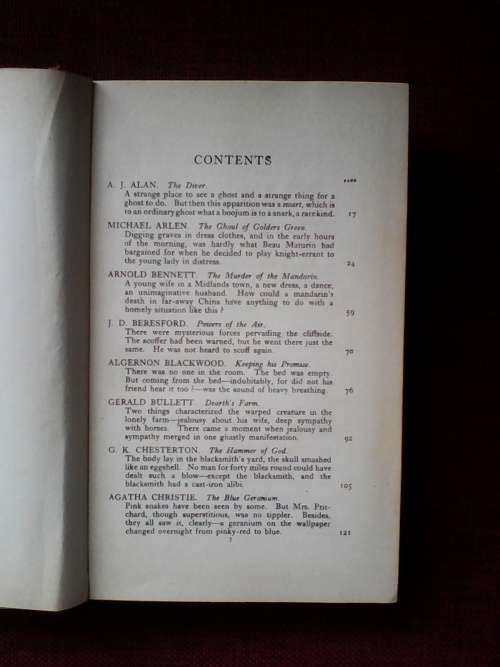 CONTENTS
PAGE
A. J. ALAN. The Diver.
A strange place to see a ghost and a strange thing for a
ghost to do. But then this apparition was a revert, which is
to an ordinary ghost what a boojum is to a snark, a rare kind. 17
MICHAEL ARLEN. The Ghoul of Golders Green.
Digging graves in dress clothes, and in the early hours
of the morning, was hardly what Beau Maturin had
bargained for when he decided to play knight-errant to
the young lady in distress. 24
ARNOLD BENNETT. The Murder of the Mandarin.
A young wife in a Midlands town, a new dress, a dance,
an unimaginative husband. How could a mandarin's
death in far-away China have anything to do with a
homely situation like this? 59
J. D. BERESFORD. Powers of the Air.
There were mysterious forces pervading the cliffside.
The scoffer had been warned, but he went there just the
same. He was not heard to scoff again. 70
ALGERNON BLACKWOOD. Keeping his Promise.
There was no one in the room. The bed was empty.
But coming from the bed—indubitably, for did not his
friend hear it too?—was the sound of heavy breathing. 76
GERALD BULLETT. Dearth's Farm.
Two things characterized the warped creature in the
lonely farm—jealousy about his wife, deep sympathy
with horses. There came a moment when jealousy and
sympathy merged in one ghastly manifestation. 92
G. K. CHESTERTON. The Hammer of God.
The body lay in the blacksmith's yard, the skull smashed
like an eggshell. No man for forty miles round could have
dealt such a blow—except the blacksmith, and the
blacksmith had a cast-iron alibi. 105
AGATHA CHRISTIE. The Blue Geranium.
Pink snakes have been seen by some. But Mrs. Prit-
chard, though superstitious, was no tippler. Besides,
they all saw it, clearly—a geranium on the wallpaper
changed overnight from pinky-red to blue. 121
7